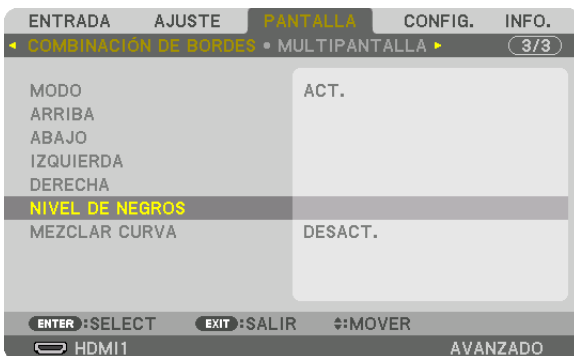 ENTRADA AJUSTE PANTALLA CONFIG. INFO.
COMBINACIÓN DE BORDES • MULTIPANTALLA 3/3
MODO ACT.
ARRIBA
ABAJO
IZQUIERDA
DERECHA
NIVEL DE NEGROS
MEZCLAR CURVA DESACT.
ENTER :SELECT EXIT :SALIR :MOVER
HDMI1 AVANZADO